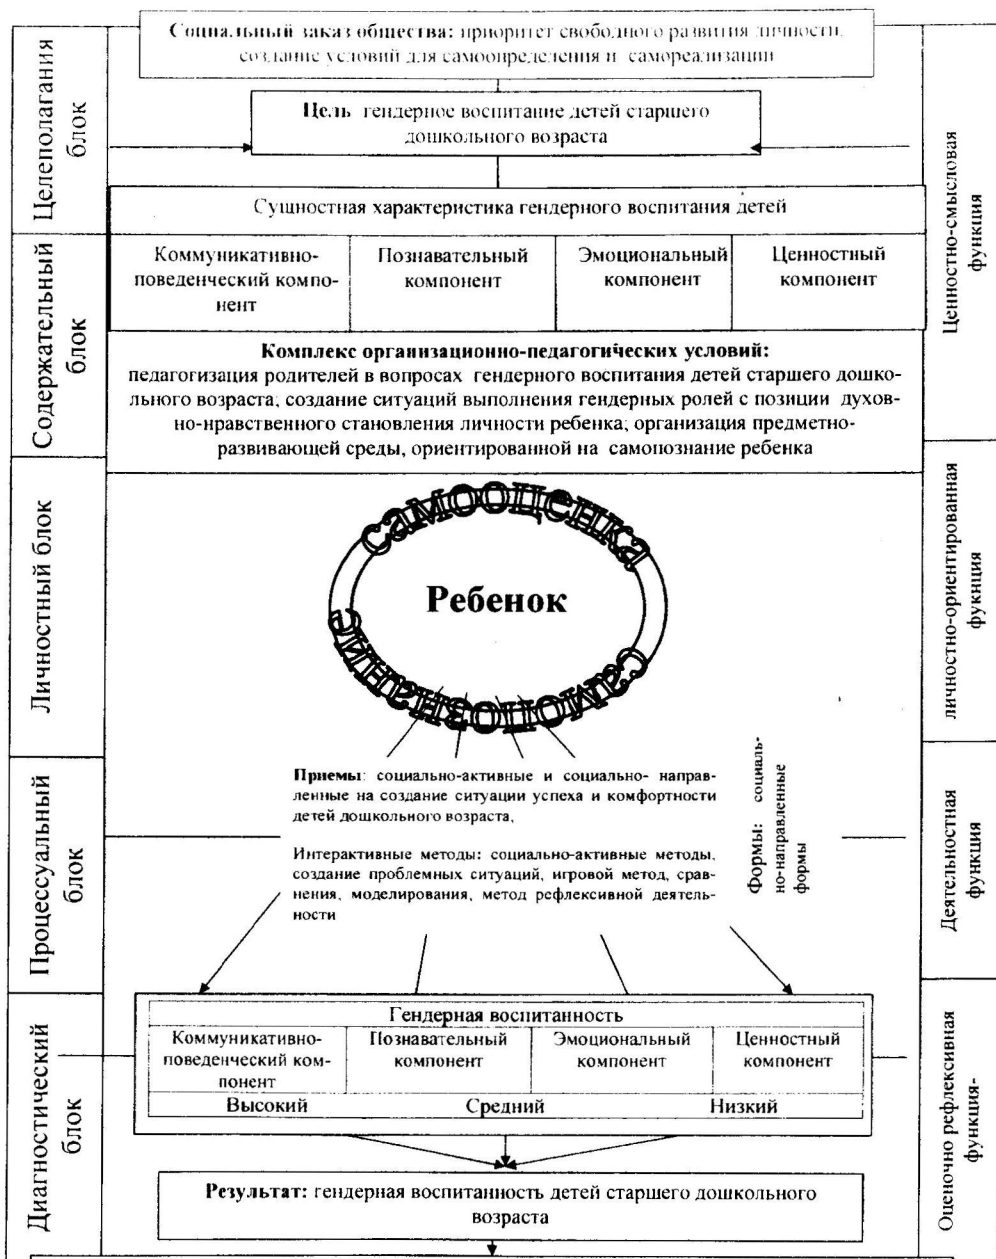 Социальный заказ общества: приоритет свободного развития личности,
создание условий для самоопределения и самореализации
Цель гендерное воспитание детей старшего
дошкольного возраста
Сущностная характеристика гендерного воспитания детей
Коммуникативно-
поведенческий компо-
нент
Познавательный
компонент
Эмоциональный
компонент
Ценностный
компонент
Комплекс организационно-педагогических условий:
педагогизация родителей в вопросах гендерного воспитания детей старшего дошко-
льного возраста; создание ситуаций выполнения гендерных ролей с позиции духов-
но-нравственного становления личности ребенка; организация предметно-
развивающей среды, ориентированной на самопознание ребенка
Самооценка
Ребенок
Самопознание
Приемы: социально-активные и социально- направ-
ленные на создание ситуации успеха и комфортности
детей дошкольного возраста,
Интерактивные методы: социально-активные методы,
создание проблемных ситуаций, игровой метод, срав-
нения, моделирования, метод рефлексивной деятель-
ности
Формы: социаль-
но-направленные
формы
Гендерная воспитанность
Коммуникативно-
поведенческий ком-
понент
Познавательный
компонент
Эмоциональный
компонент
Ценностный
компонент
Высокий Средний Низкий
Результат: гендерная воспитанность детей старшего дошкольного
возраста
Целеполагания
блок
Содержательный
блок
Личностный блок
Процессуальный
блок
Диагностический
блок
Ценностно-смысловая
функция
личностно-ориентированная
фукнция
Деятельностная
функция
Оценочно рефлексивная
функция-